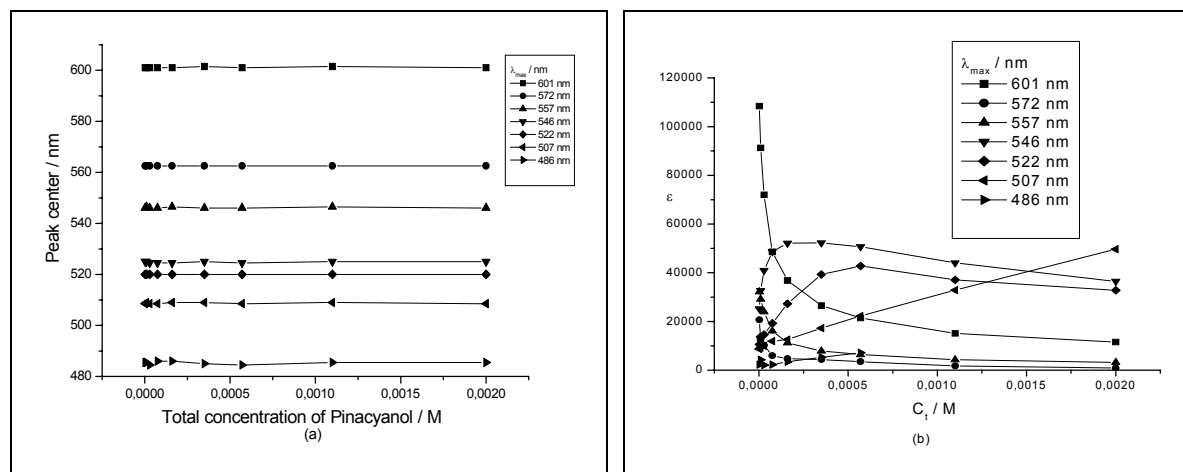 600
580
560
540
520
500
480
0,0000
0,0005
0,0010
0,0015
0,0020
Peak center / nm
Total concentration of Pinacyanol / M
(a)
λmax / nm
601 nm
572 nm
557 nm
546 nm
522 nm
507 nm
486 nm
120000
100000
80000
60000
40000
20000
0
ε
0,0000
0,0005
0,0010
0,0015
0,0020
Ct / M
(b)
λmax / nm
601 nm
572 nm
557 nm
546 nm
522 nm
507 nm
486 nm